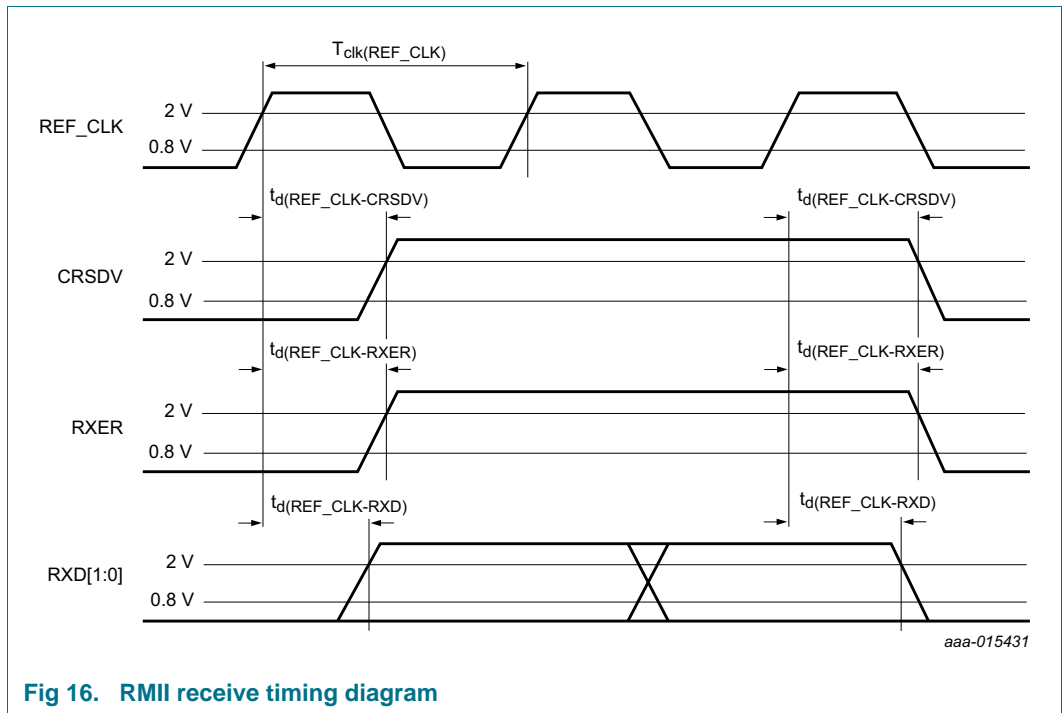 Tclk(REF_CLK)
REF_CLK
2 V
0.8 V
td(REF_CLK-CRSDV)
td(REF_CLK-CRSDV)
CRSDV
2 V
0.8 V
td(REF_CLK-RXER)
td(REF_CLK-RXER)
RXER
2 V
0.8 V
td(REF_CLK-RXD)
td(REF_CLK-RXD)
RXD[1:0]
2 V
0.8 V
aaa-015431
Fig 16. RMII receive timing diagram